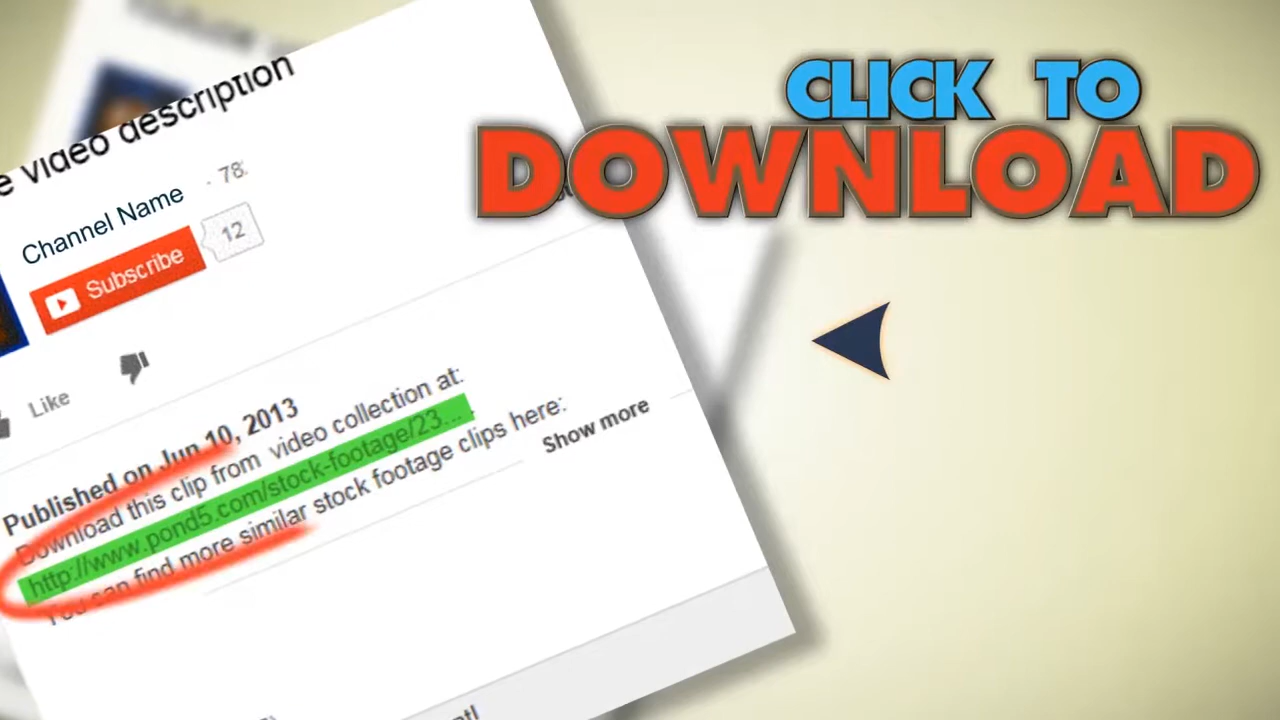 CLICK TO
DOWNLOAD
video description
Channel Name
78
Subscribe
12
Like
Published on Jun 10, 2013
Download this clip from video collection at:
http://www.pond5.com/stock-footage/23...
You can find more similar stock footage clips here:
Show more